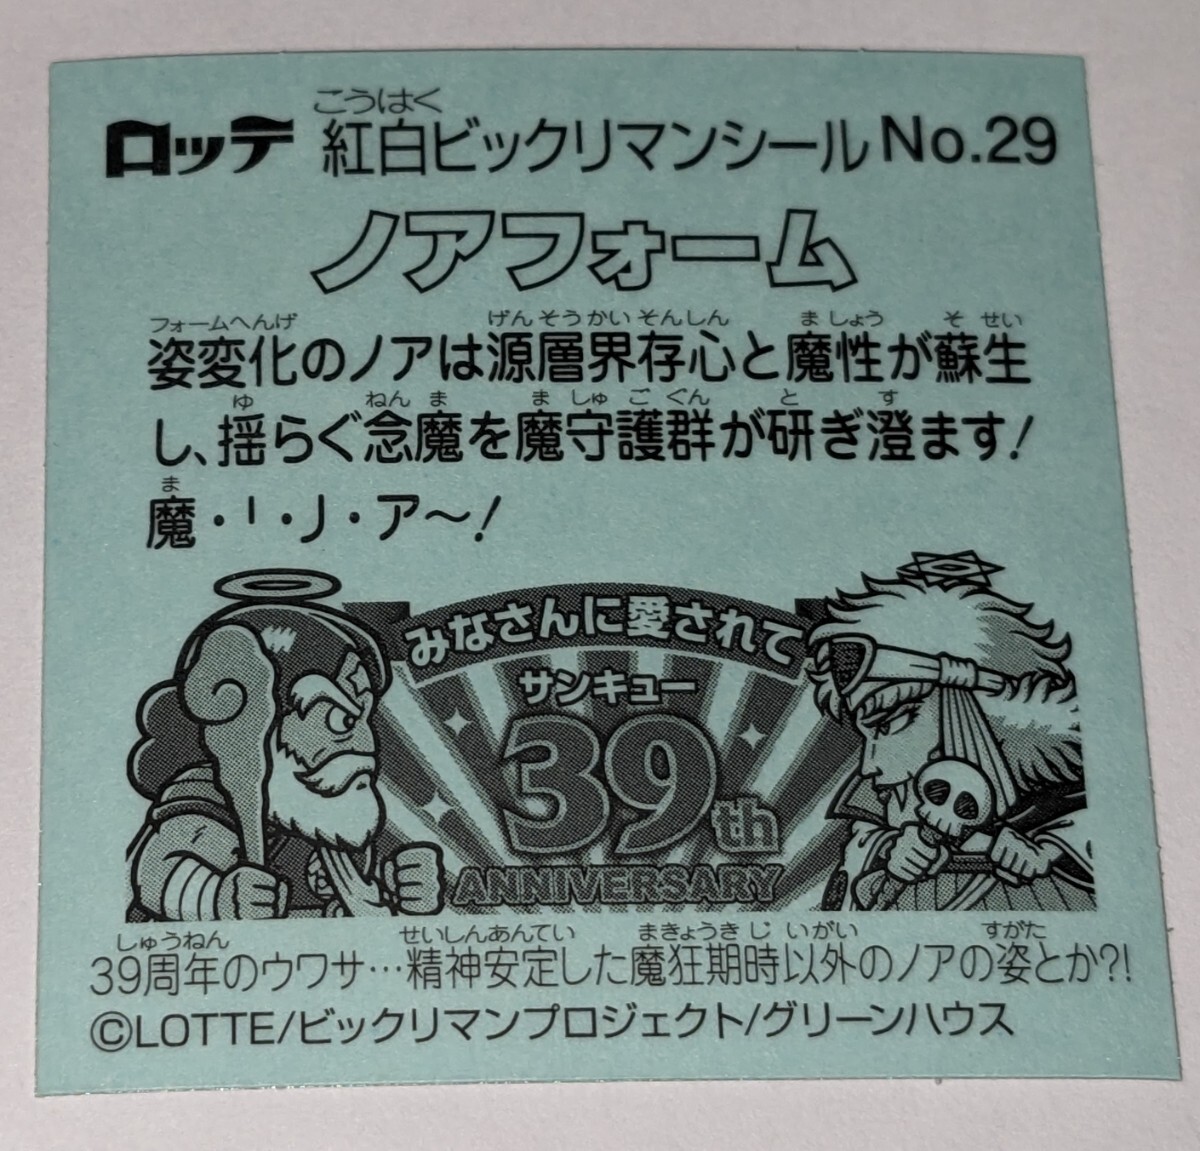 ロッテ 紅白ビックリマンシール No.29
こうはく
ノアフォーム
フォームへんげ げんそうかいそんしん ましょう そせい
姿変化のノアは源層界存心と魔性が蘇生
ゆ ねんま ましゅごぐん と す
し、揺らぐ念魔を魔守護群が研ぎ澄ます!
ま
魔・ı・ノ・ア〜!
みなさんに愛されて
サンキュー
39th
ANNIVERSARY
しゅうねん せいしんあんてい まきょうきじいがい すがた
39周年のウワサ…精神安定した魔狂期時以外のノアの姿とか?!
©LOTTE/ビックリマンプロジェクト/グリーンハウス